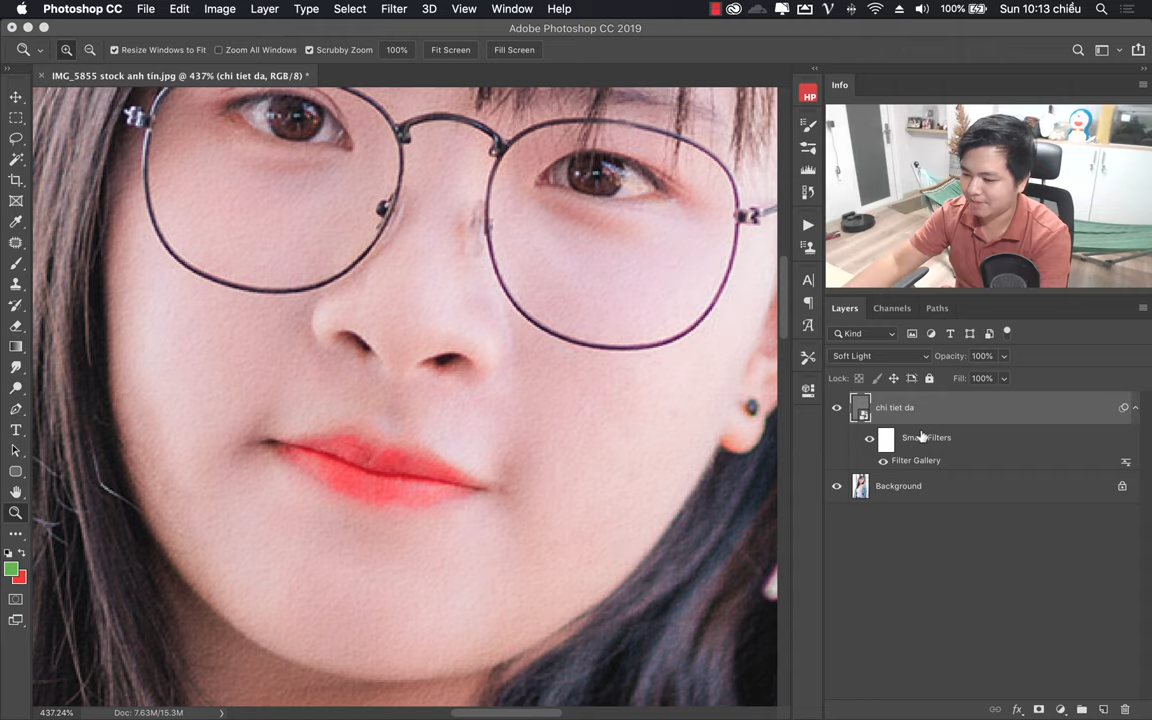 Photoshop CC File Edit Image Layer Type Select Filter 3D View Window Help 100% Sun 10:13 chiều
Adobe Photoshop CC 2019
Resize Windows to Fit Zoom All Windows Scrubby Zoom 100% Fit Screen Fill Screen
IMG_5855 stock anh tin.jpg @ 437% (chi tiet da, RGB/8) *
Info
HP
Layers Channels Paths
Kind
Soft Light Opacity: 100%
Lock: Fill: 100%
chi tiet da
Smart Filters
Filter Gallery
Background
437.24% Doc: 7.63M/15.3M